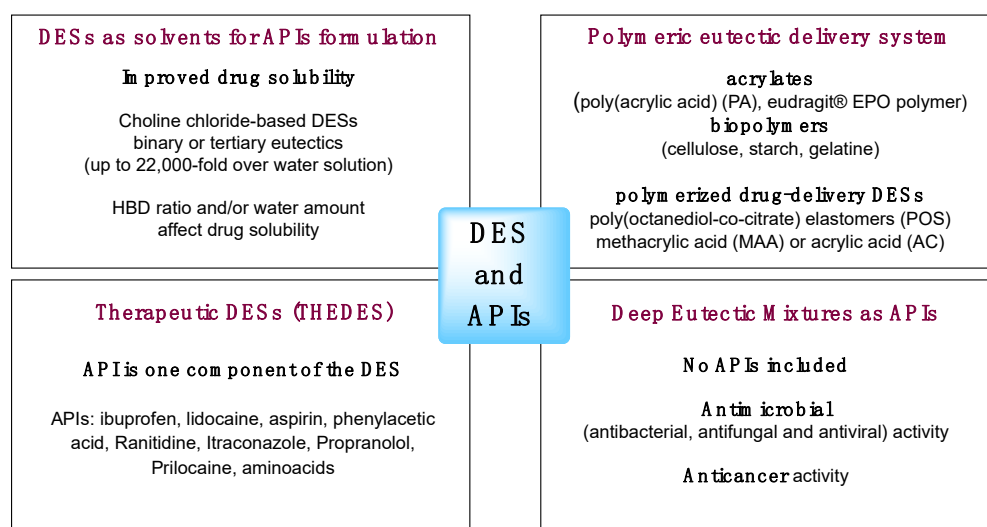 DESs as solvents for APIs formulation
Improved drug solubility
Choline chloride-based DESs
binary or tertiary eutectics
(up to 22,000-fold over water solution)
HBD ratio and/or water amount
affect drug solubility
Polymeric eutectic delivery system
acrylates
(poly(acrylic acid) (PA), eudragit® EPO polymer)
biopolymers
(cellulose, starch, gelatine)
polymerized drug-delivery DESs
poly(octanediol-co-citrate) elastomers (POS)
methacrylic acid (MAA) or acrylic acid (AC)
DES
and
APIs
Therapeutic DESs (THEDES)
API is one component of the DES
APIs: ibuprofen, lidocaine, aspirin, phenylacetic
acid, Ranitidine, Itraconazole, Propranolol,
Prilocaine, aminoacids
Deep Eutectic Mixtures as APIs
No APIs included
Antimicrobial
(antibacterial, antifungal and antiviral) activity
Anticancer activity